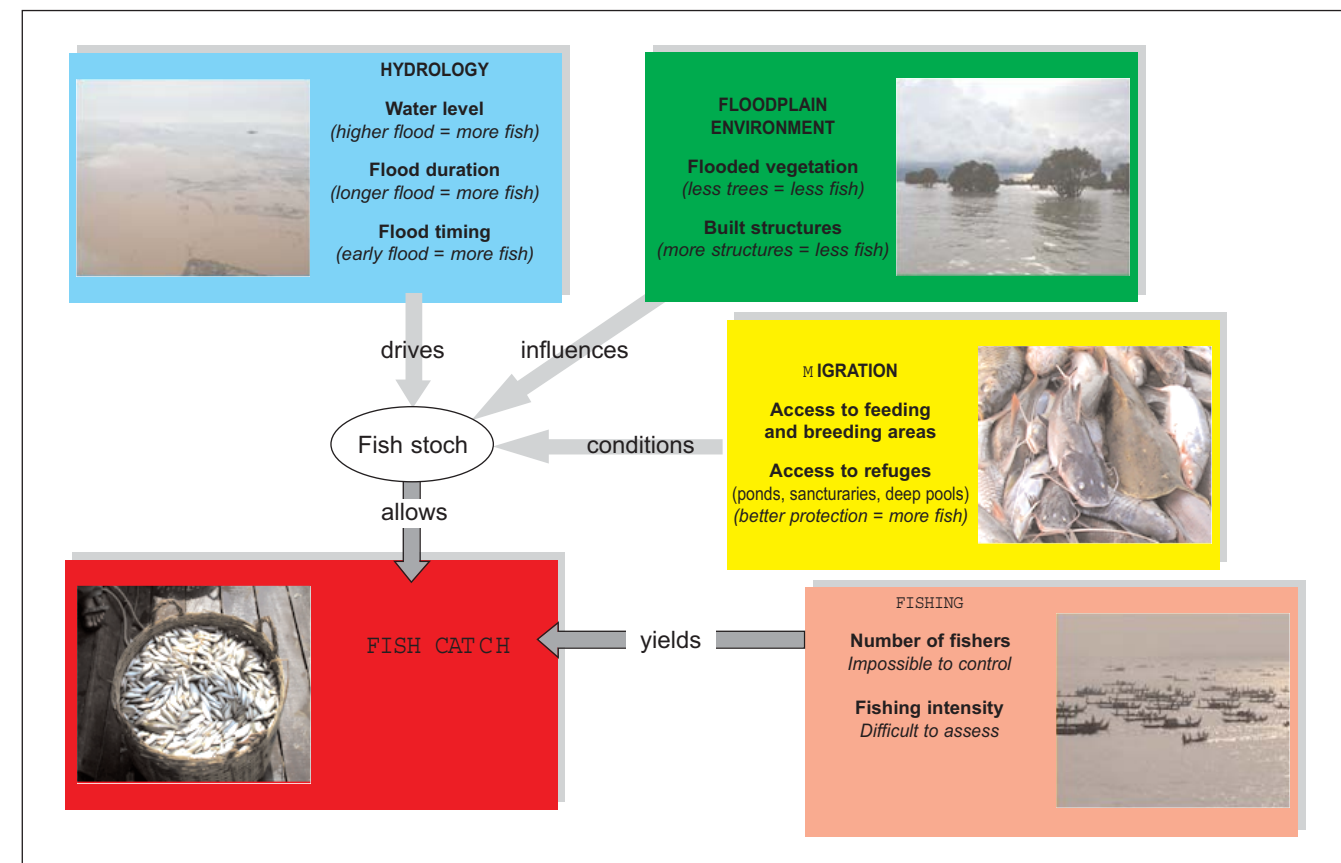 HYDROLOGY
Water level
(higher flood = more fish)
Flood duration
(longer flood = more fish)
Flood timing
(early flood = more fish)
FLOODPLAIN
ENVIRONMENT
Flooded vegetation
(less trees = less fish)
Built structures
(more structures = less fish)
drives
influences
MIGRATION
Access to feeding
and breeding areas
Access to refuges
(ponds, sancturaries, deep pools)
(better protection = more fish)
Fish stoch
conditions
allows
FISH CATCH
yields
FISHING
Number of fishers
Impossible to control
Fishing intensity
Difficult to assess